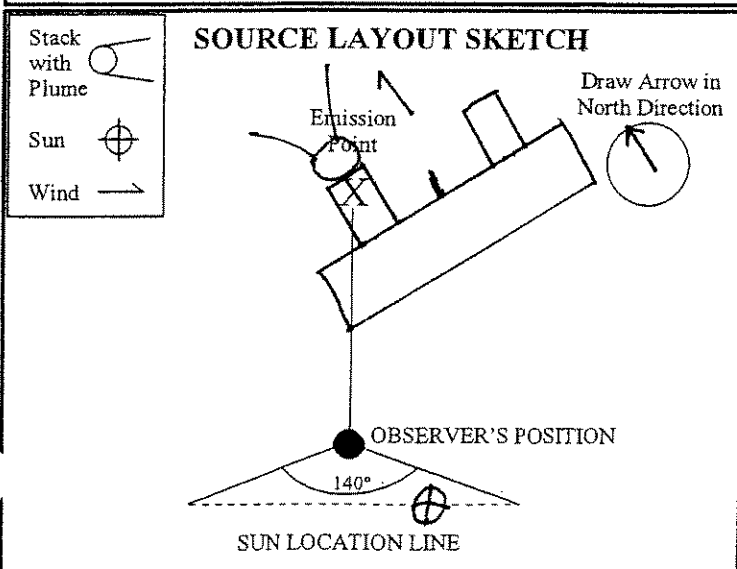 Stack
with
Plume
Sun
Wind
SOURCE LAYOUT SKETCH
Emission
Point
X
Draw Arrow in
North Direction
OBSERVER'S POSITION
140°
SUN LOCATION LINE